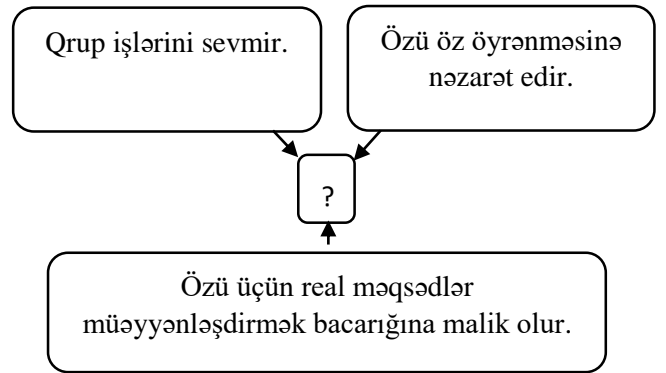 Qrup işlərini sevmir.
Özü öz öyrənməsinə
nəzarət edir.
?
Özü üçün real məqsədlər
müəyyənləşdirmək bacarığına malik olur.